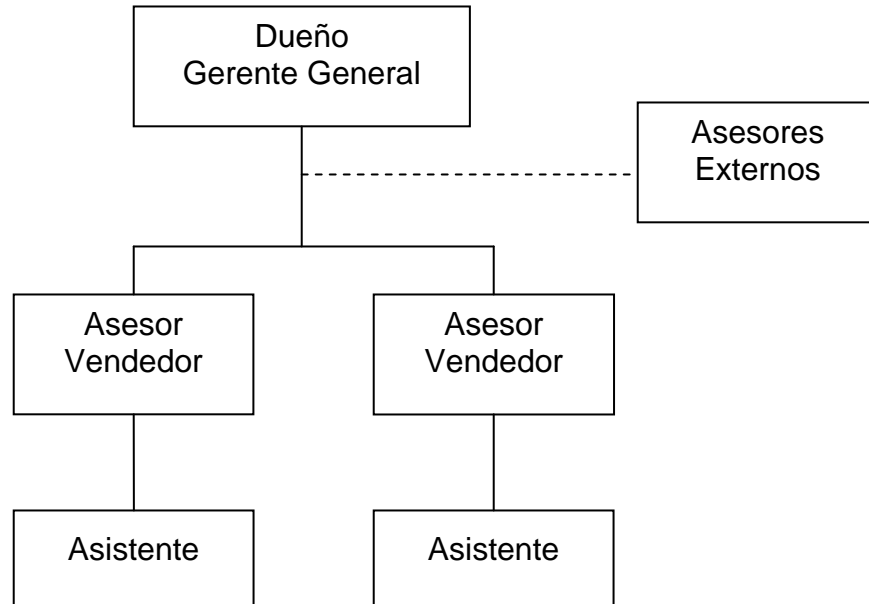 Dueño
Gerente General
Asesores
Externos
Asesor
Vendedor
Asesor
Vendedor
Asistente
Asistente